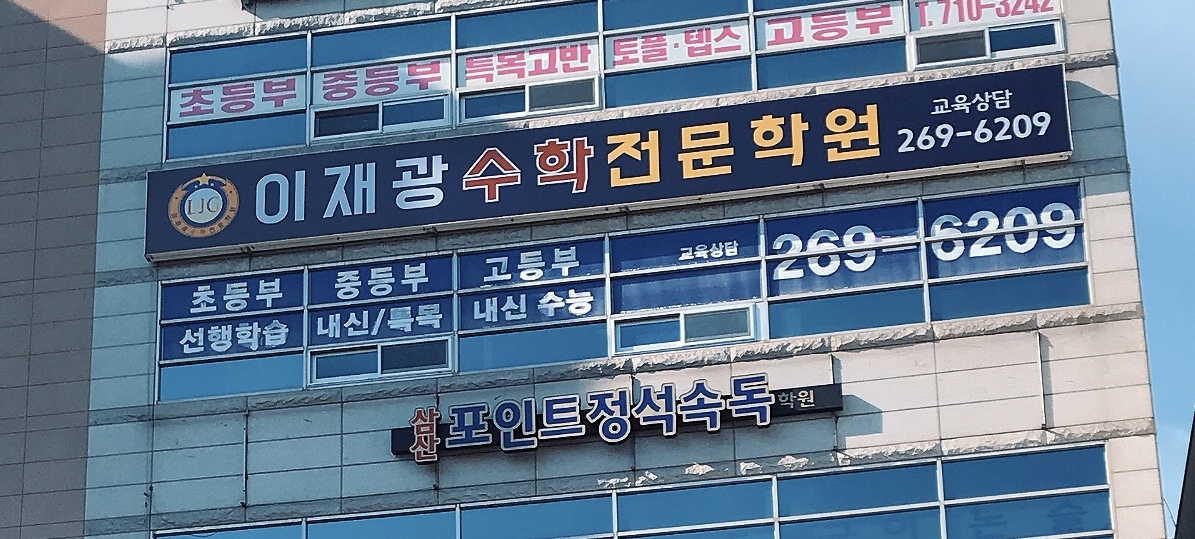 초등부 중등부 특목고반 토플·텝스 고등부 T. 710-3242
LJC 이재광 수학전문학원 교육상담 269-6209
초등부 중등부 고등부 교육상담 269-6209
선행학습 내신/특목 내신 수능
삼산 포인트정석속독 학원